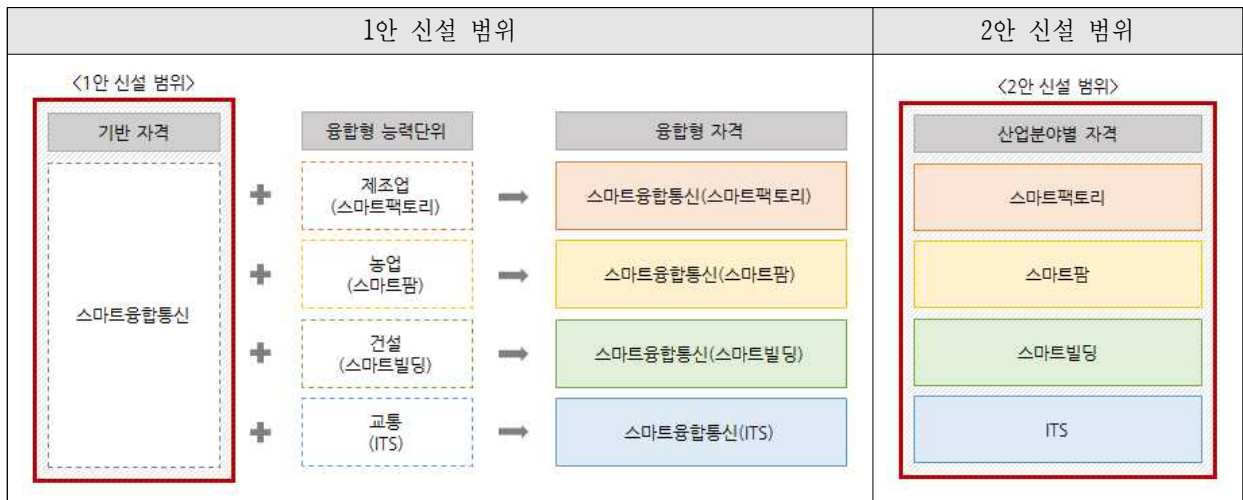 1안 신설 범위
2안 신설 범위
<1안 신설 범위>
기반 자격
스마트융합통신
융합형 능력단위
융합형 자격
제조업
(스마트팩토리)
스마트융합통신(스마트팩토리)
농업
(스마트팜)
스마트융합통신(스마트팜)
건설
(스마트빌딩)
스마트융합통신(스마트빌딩)
교통
(ITS)
스마트융합통신(ITS)
<2안 신설 범위>
산업분야별 자격
스마트팩토리
스마트팜
스마트빌딩
ITS